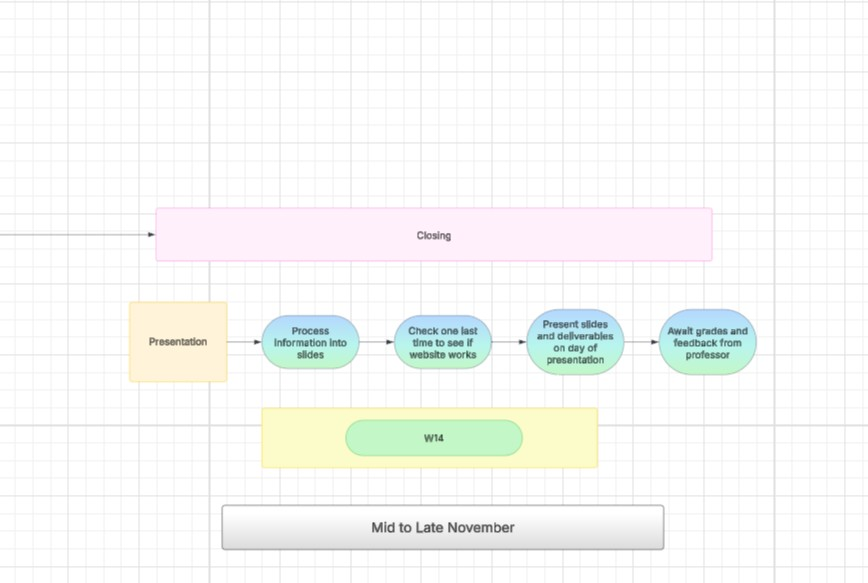 Closing
Presentation
Process
information into
slides
Check one last
time to see if
website works
Present slides
and deliverables
on day of
presentation
Await grades and
feedback from
professor
W14
Mid to Late November